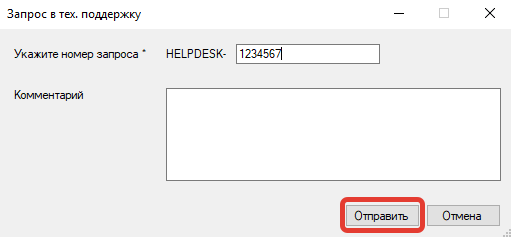 Запрос в тех. поддержку
Укажите номер запроса * HELPDESK- 1234567
Комментарий
Отправить Отмена